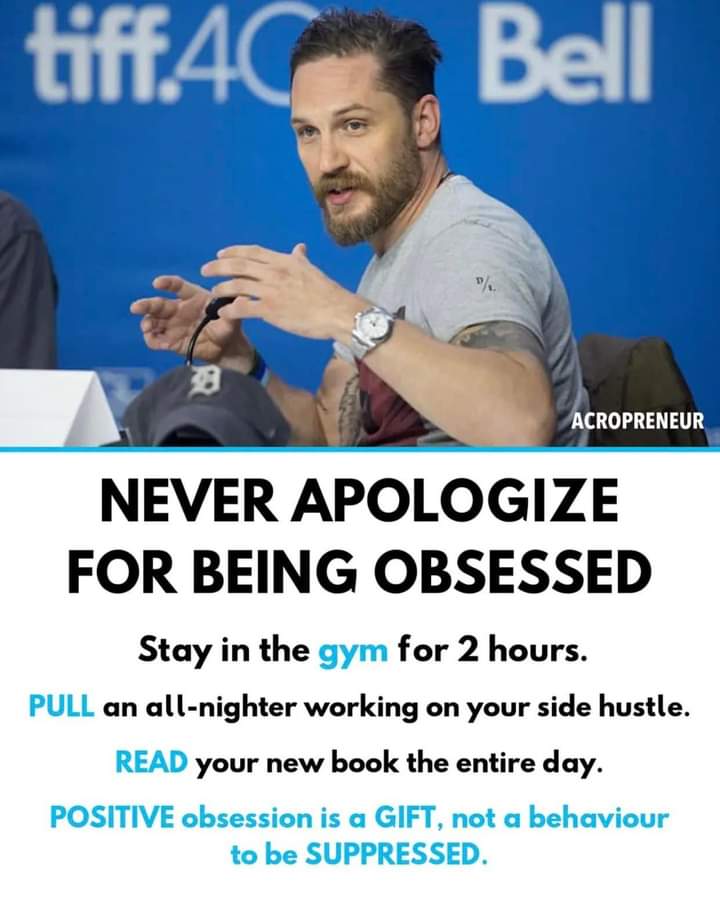 tiff.40 Bell
D
ACROPRENEUR
NEVER APOLOGIZE
FOR BEING OBSESSED
Stay in the gym for 2 hours.
PULL an all-nighter working on your side hustle.
READ your new book the entire day.
POSITIVE obsession is a GIFT, not a behaviour
to be SUPPRESSED.